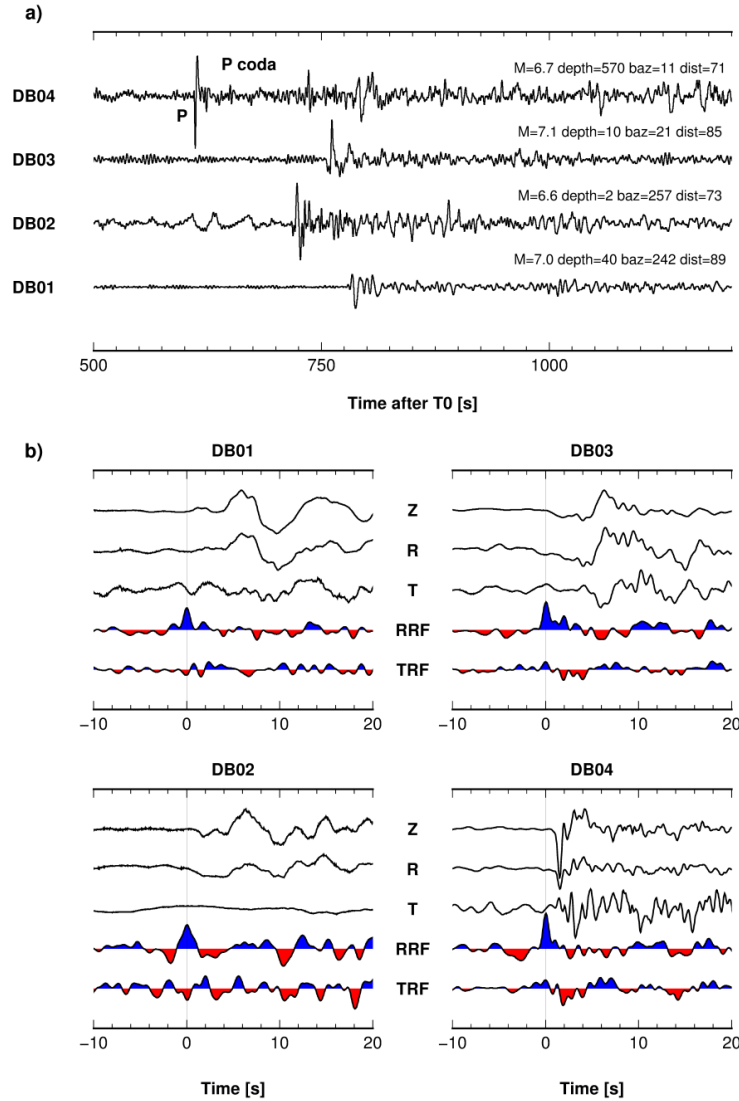 a)
P coda
M=6.7 depth=570 baz=11 dist=71
DB04
P
M=7.1 depth=10 baz=21 dist=85
DB03
M=6.6 depth=2 baz=257 dist=73
DB02
M=7.0 depth=40 baz=242 dist=89
DB01
500 750 1000
Time after T0 [s]
b)
DB01 DB03
Z
R
T
RRF
TRF
−10 0 10 20 −10 0 10 20
DB02 DB04
Z
R
T
RRF
TRF
−10 0 10 20 −10 0 10 20
Time [s] Time [s]